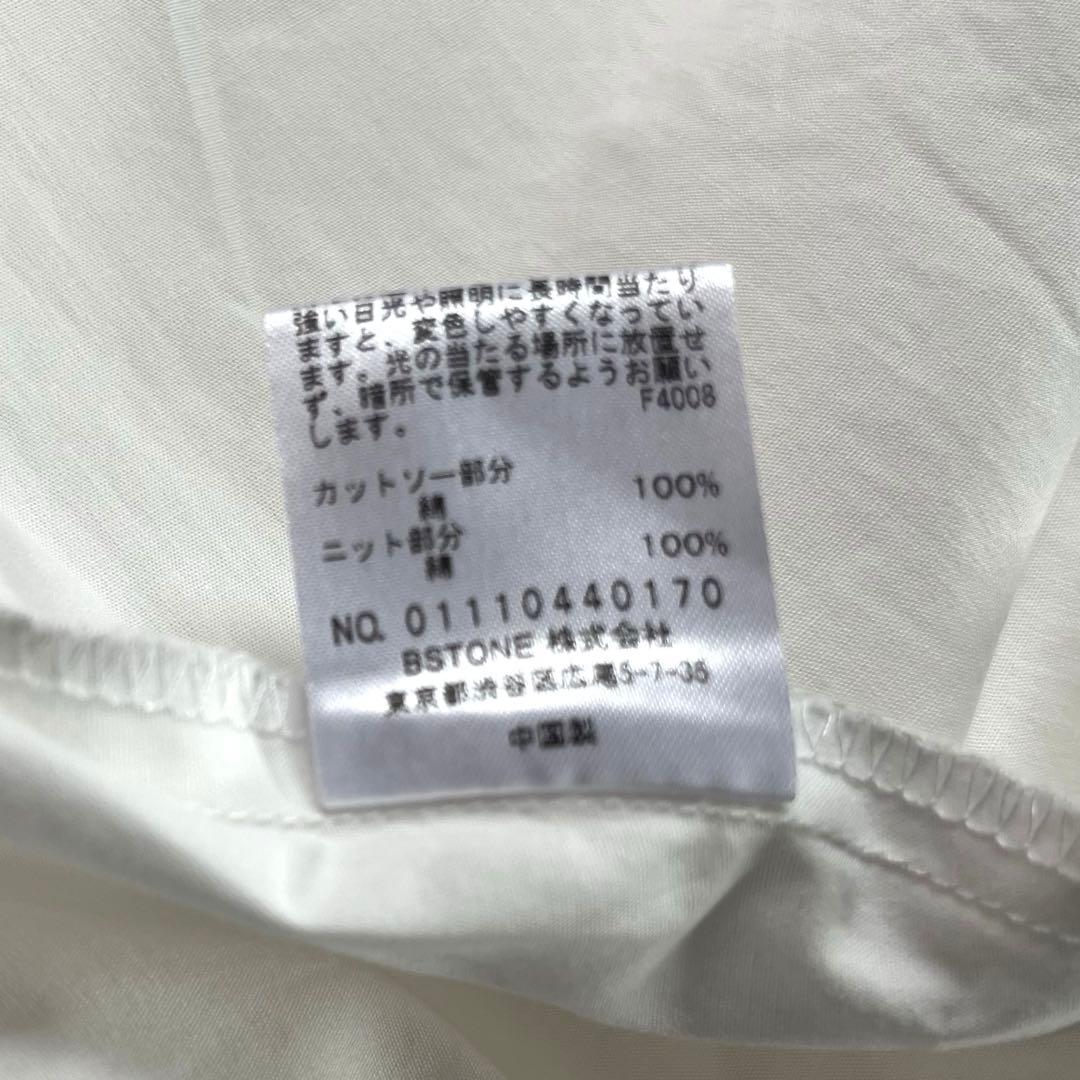 強い日光や照明に長時間当たり
ますと、変色しやすくなってい
ます。光の当たる場所に放置せ
ず、暗所で保管するようお願い
します。 F4008
カットソー部分
綿 100%
ニット部分
綿 100%
NO. 01110440170
BSTONE 株式会社
東京都渋谷区広尾5-7-35
中国製